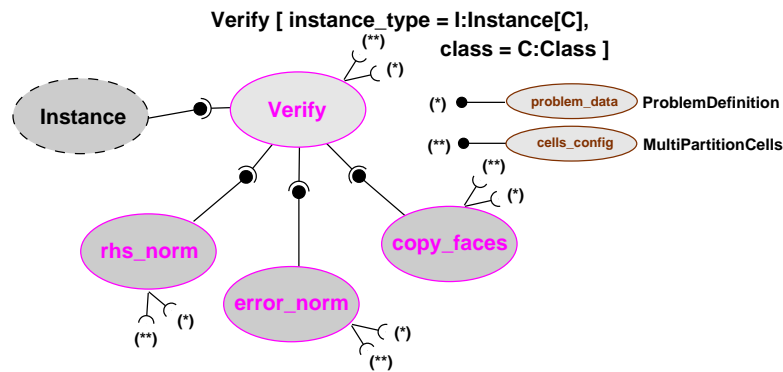 Verify [ instance_type = I:Instance[C],
class = C:Class ]
(**)
(*)
Instance
Verify
(*)
problem_data
ProblemDefinition
(**)
cells_config
MultiPartitionCells
(**)
(*)
rhs_norm
copy_faces
error_norm
(**)
(*)
(*)
(**)